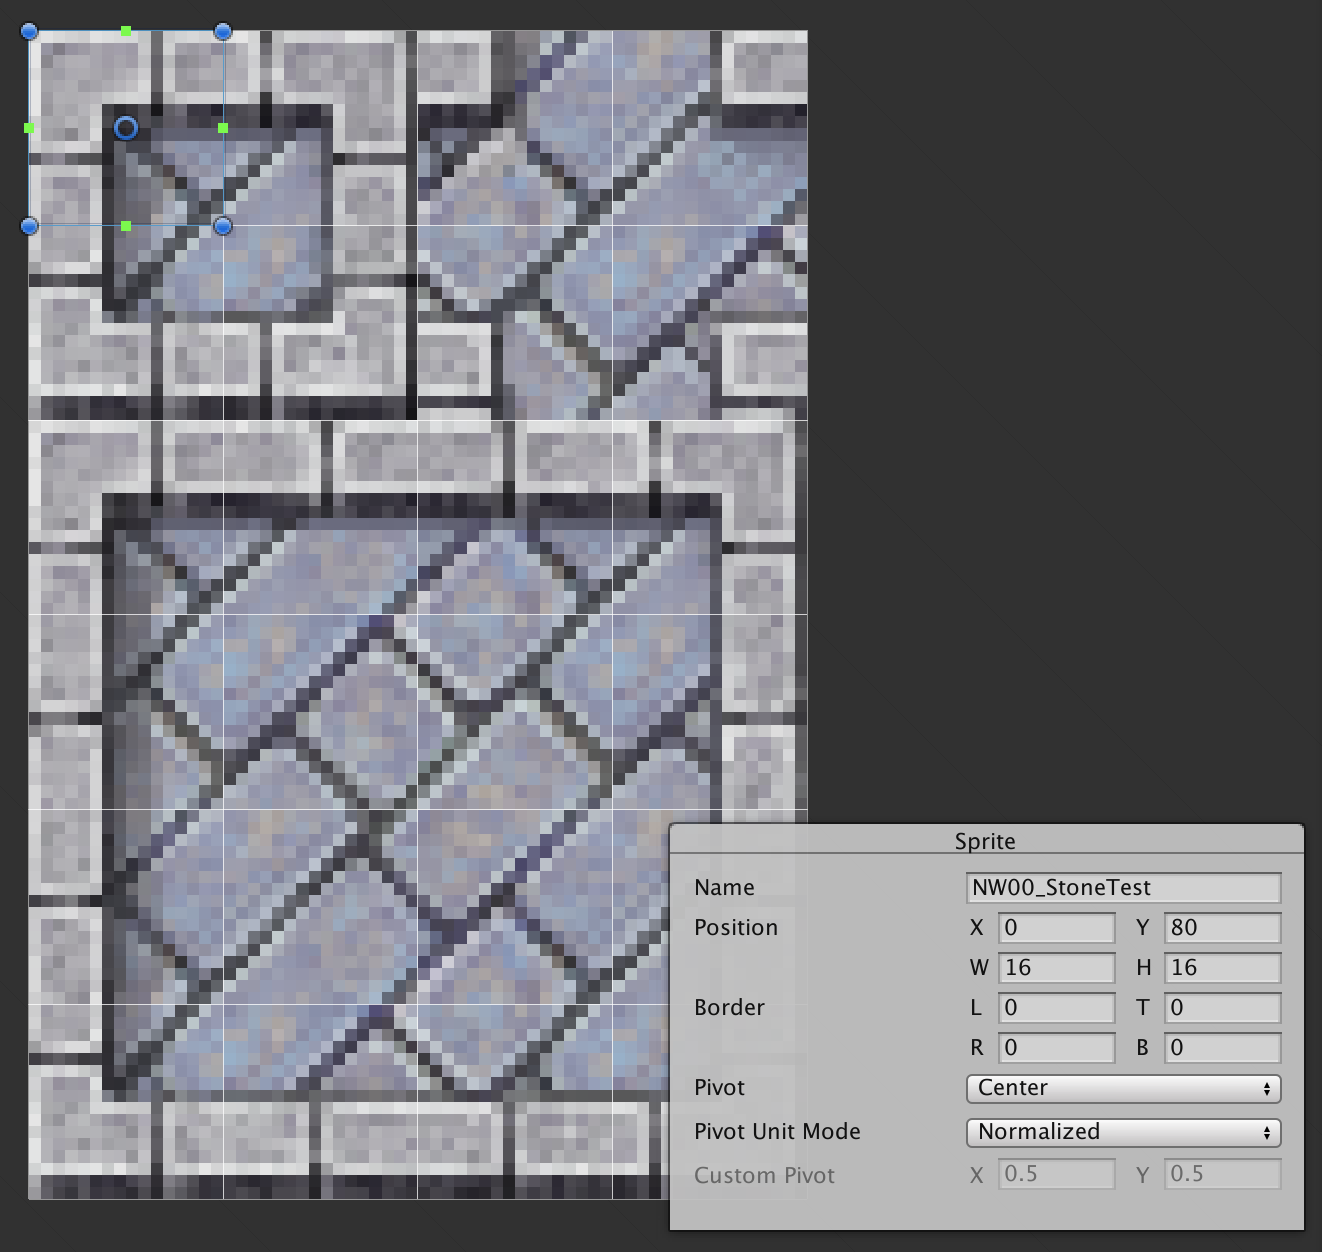 Sprite
Name NW00_StoneTest
Position X 0 Y 80
W 16 H 16
Border L 0 T 0
R 0 B 0
Pivot Center
Pivot Unit Mode Normalized
Custom Pivot X 0.5 Y 0.5